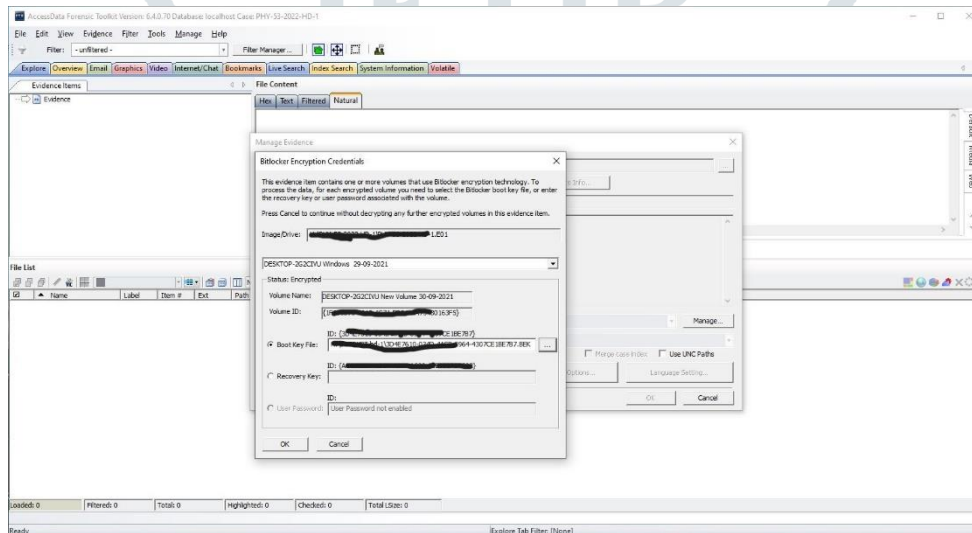 AccessData Forensic Toolkit Version: 6.4.0.70 Database: localhost Case: PHY-53-2022-HD-1
File Edit View Evidence Filter Tools Manage Help
Filter: - unfiltered - Filter Manager...
Explore Overview Email Graphics Video Internet/Chat Bookmarks Live Search Index Search System Information Volatile
Evidence Items
Evidence
File Content
Hex Text Filtered Natural
Manage Evidence
Bitlocker Encryption Credentials
This evidence item contains one or more volumes that use Bitlocker encryption technology. To
process the data, for each encrypted volume you need to select the Bitlocker boot key file, or enter
the recovery key or user password associated with the volume.
Press Cancel to continue without decrypting any further encrypted volumes in this evidence item.
Image/Drive: 1.E01
DESKTOP-2G2CIVU Windows 29-09-2021
Status: Encrypted
Volume Name: DESKTOP-2G2CIVU New Volume 30-09-2021
Volume ID:
ID:
Boot Key File: 964-4307CE1BE7B7.BEK ...
ID:
Recovery Key:
ID:
User Password: User Password not enabled
OK Cancel
Manage...
Merge case index Use UNC Paths
Options... Language Setting...
OK Cancel
File List
Name Label Item # Ext Path
Loaded: 0 Filtered: 0 Total: 0 Highlighted: 0 Checked: 0 Total LSize: 0
Ready Explore Tab Filter: [None]